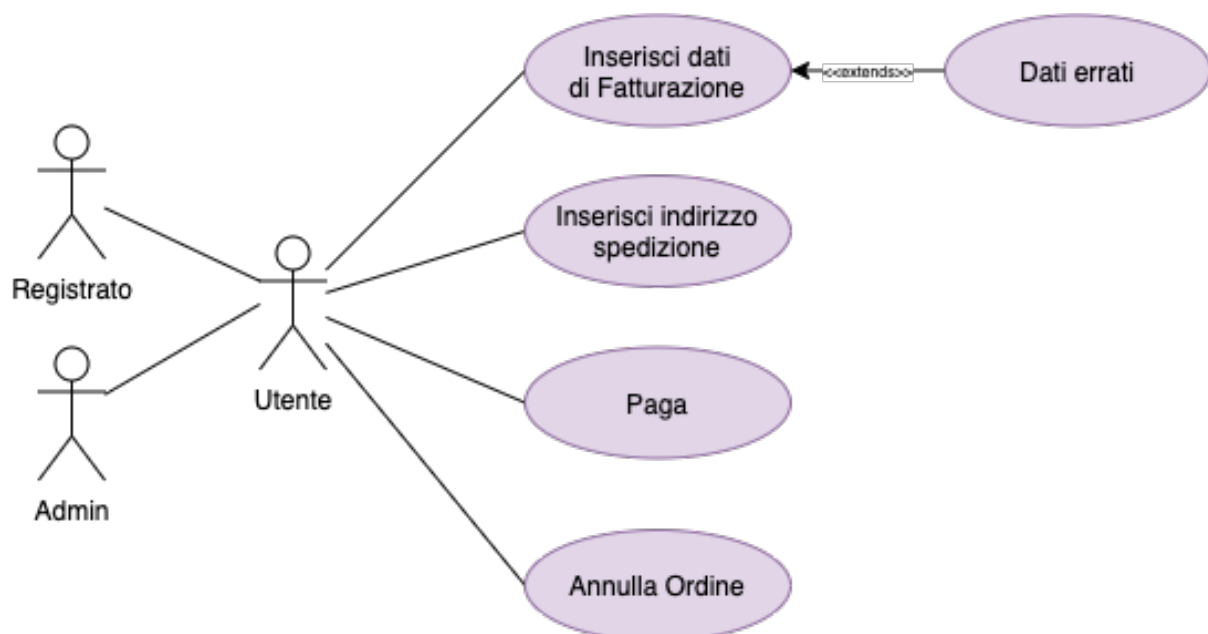 Inserisci dati
di Fatturazione
<<extends>>
Dati errati
Registrato
Inserisci indirizzo
spedizione
Utente
Paga
Admin
Annulla Ordine